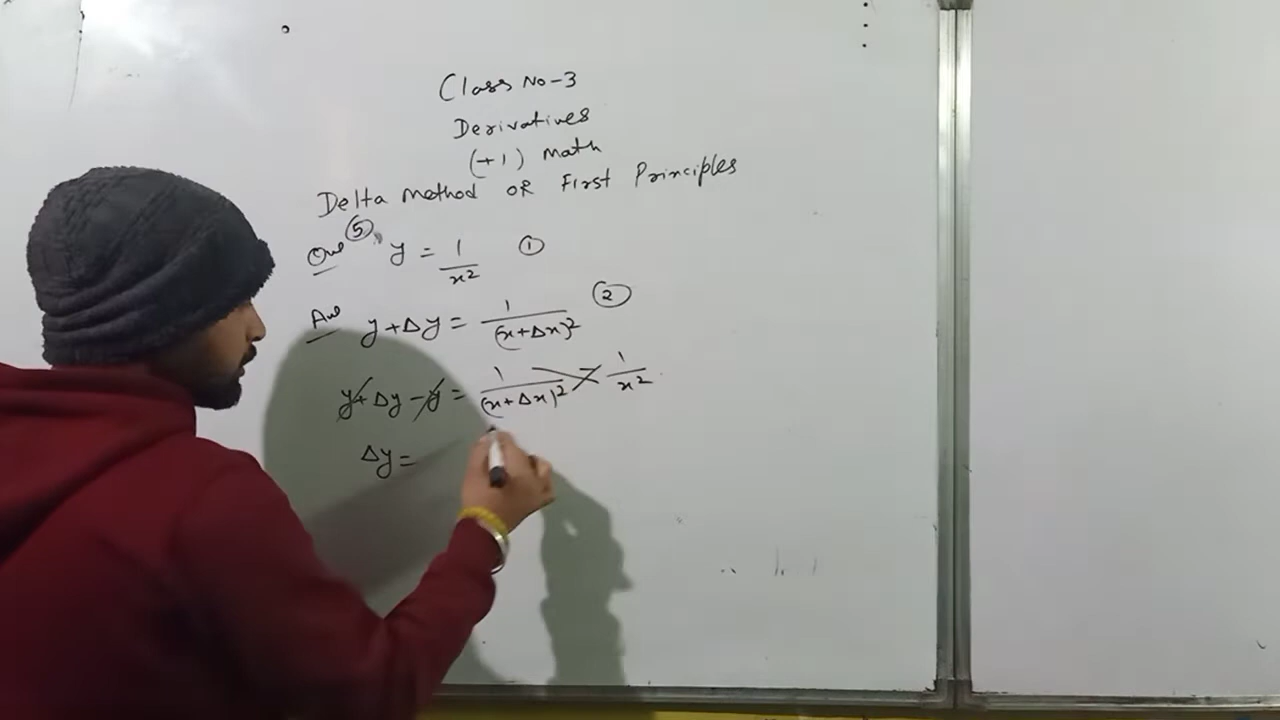 Class No-3
Derivatives
(+1) Math
Delta Method OR First Principles
Que ⑤. y = 1/x² ①
Ans y+Δy = 1/(x+Δx)² ②
y+Δy-y = 1/(x+Δx)² - 1/x²
Δy =